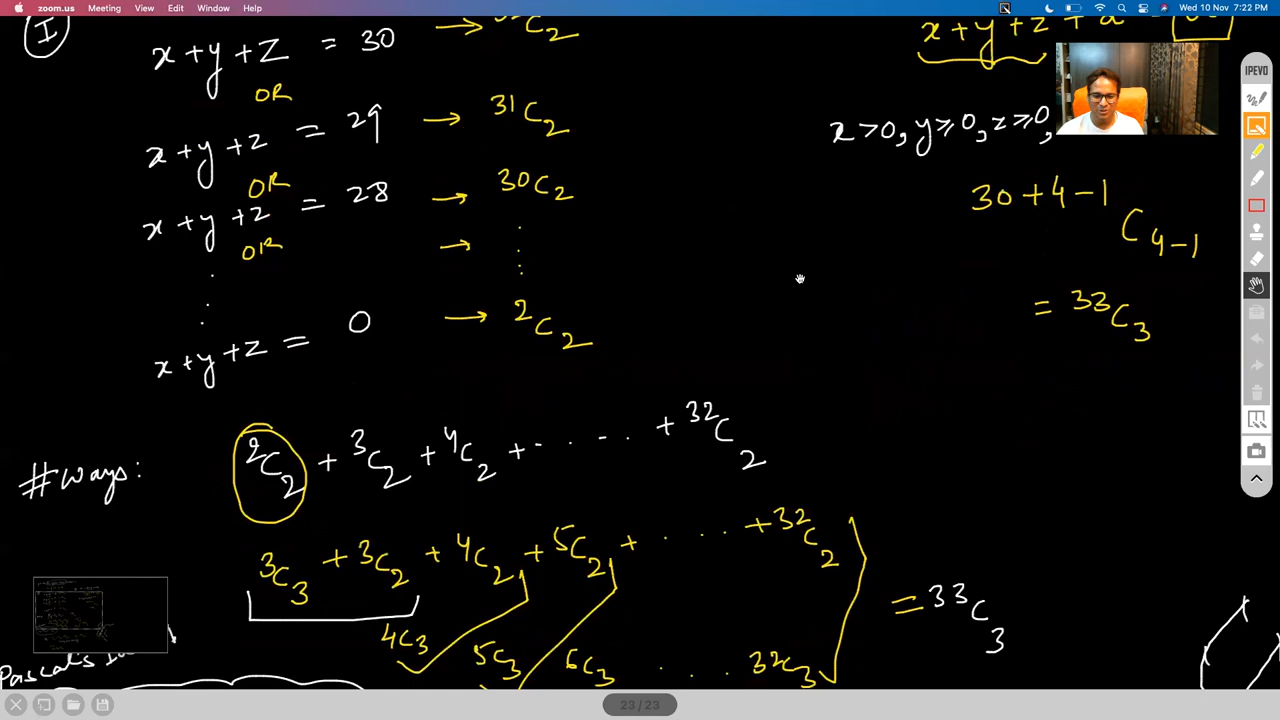 zoom.us Meeting View Edit Window Help Wed 10 Nov 7:22 PM
I
x+y+z = 30
OR
x+y+z = 29 → 31C2
OR
x+y+z = 28 → 30C2
OR →
x+y+z = 0 → 2C2
x+y+z
x>0, y≥0, z≥0,
30+4-1C4-1
= 33C3
IPEVO
#ways: 2C2 + 3C2 + 4C2 + ..... + 32C2
3C3 + 3C2 + 4C2 + 5C2 + .... + 32C2
= 33C3
4C3 5C3 6C3 ... 32C3
Pascal's
23 / 23